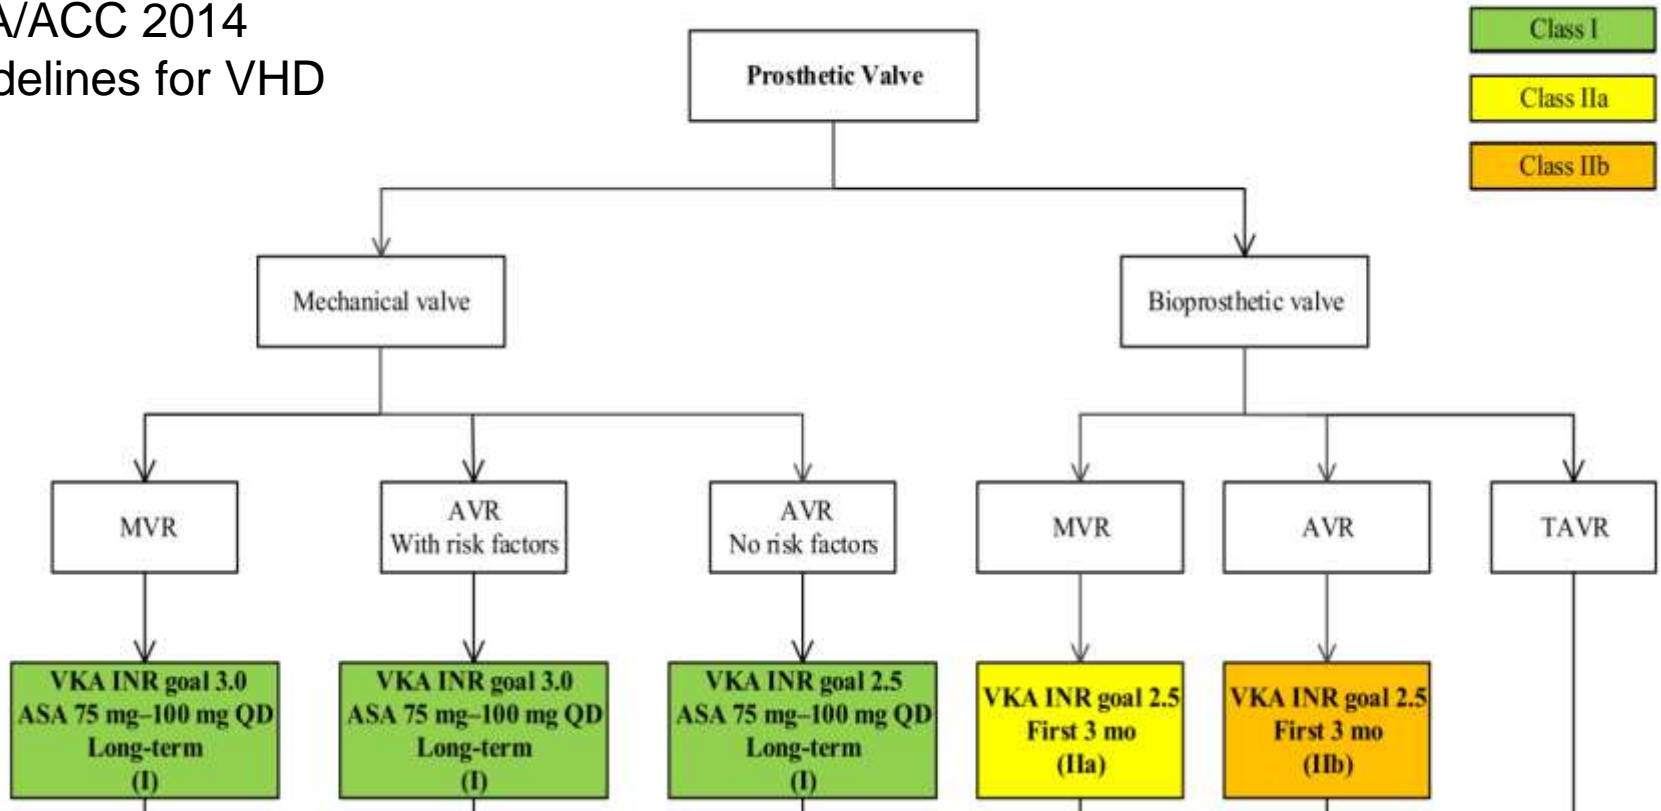 A/ACC 2014
delines for VHD
Class I
Class IIa
Class IIb
Prosthetic Valve
Mechanical valve
Bioprosthetic valve
MVR
AVR
With risk factors
AVR
No risk factors
MVR
AVR
TAVR
VKA INR goal 3.0
ASA 75 mg–100 mg QD
Long-term
(I)
VKA INR goal 3.0
ASA 75 mg–100 mg QD
Long-term
(I)
VKA INR goal 2.5
ASA 75 mg–100 mg QD
Long-term
(I)
VKA INR goal 2.5
First 3 mo
(IIa)
VKA INR goal 2.5
First 3 mo
(IIb)